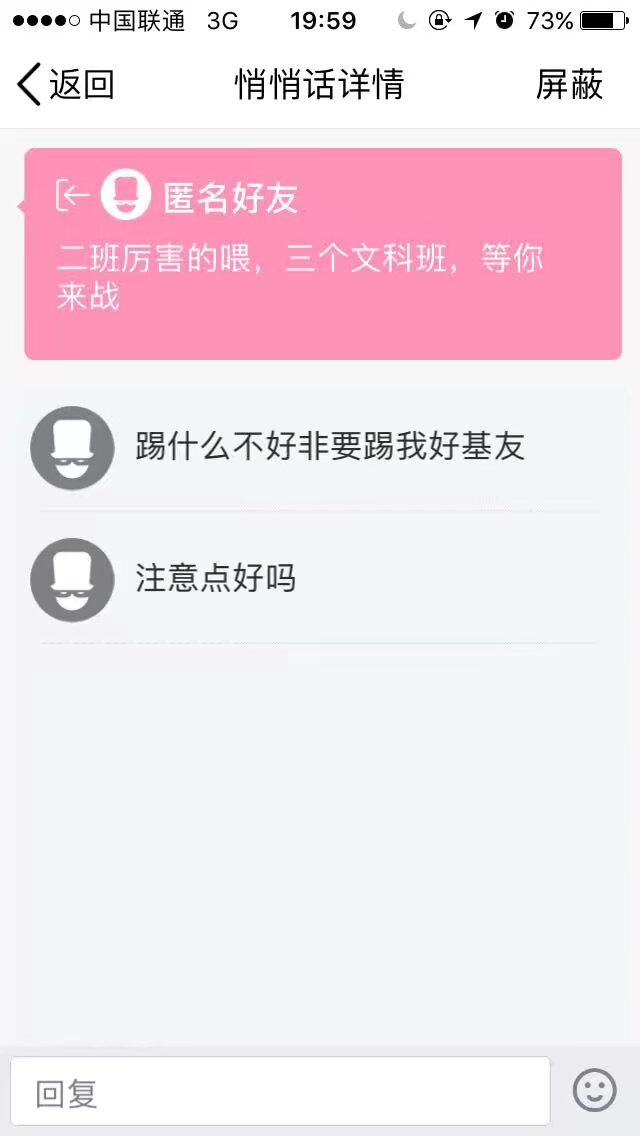 中国联通 3G 19:59 73%
返回 悄悄话详情 屏蔽
匿名好友
二班厉害的喂，三个文科班，等你
来战
踢什么不好非要踢我好基友
注意点好吗
回复